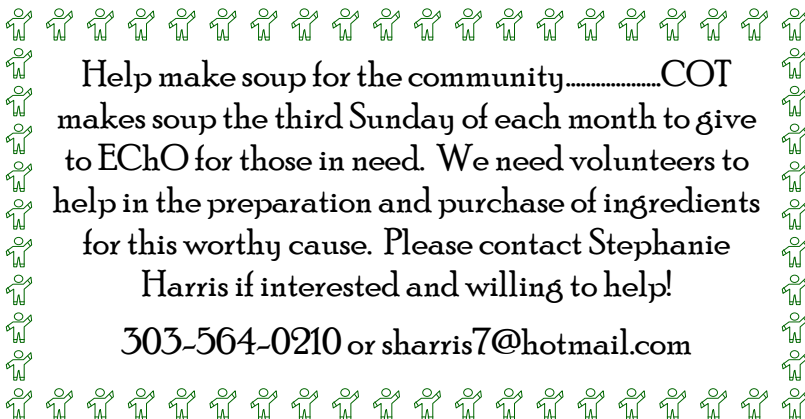 Help make soup for the community...................COT
makes soup the third Sunday of each month to give
to EChO for those in need.  We need volunteers to
help in the preparation and purchase of ingredients
for this worthy cause.  Please contact Stephanie
Harris if interested and willing to help!
303-564-0210 or sharris7@hotmail.com